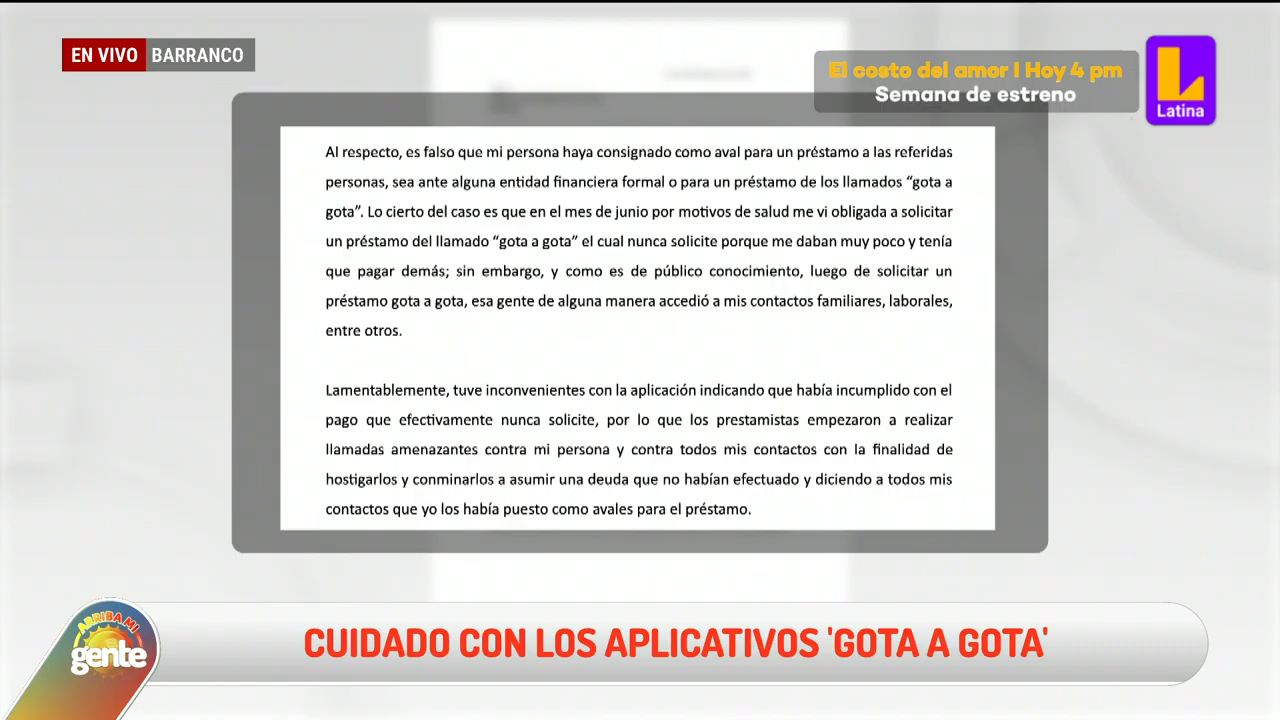 EN VIVO BARRANCO
El costo del amor I Hoy 4 pm
Semana de estreno
Latina
Al respecto, es falso que mi persona haya consignado como aval para un préstamo a las referidas
personas, sea ante alguna entidad financiera formal o para un préstamo de los llamados “gota a
gota”. Lo cierto del caso es que en el mes de junio por motivos de salud me vi obligada a solicitar
un préstamo del llamado “gota a gota” el cual nunca solicite porque me daban muy poco y tenía
que pagar demás; sin embargo, y como es de público conocimiento, luego de solicitar un
préstamo gota a gota, esa gente de alguna manera accedió a mis contactos familiares, laborales,
entre otros.
Lamentablemente, tuve inconvenientes con la aplicación indicando que había incumplido con el
pago que efectivamente nunca solicite, por lo que los prestamistas empezaron a realizar
llamadas amenazantes contra mi persona y contra todos mis contactos con la finalidad de
hostigarlos y conminarlos a asumir una deuda que no habían efectuado y diciendo a todos mis
contactos que yo los había puesto como avales para el préstamo.
ARRIBA MI
gente
CUIDADO CON LOS APLICATIVOS 'GOTA A GOTA'